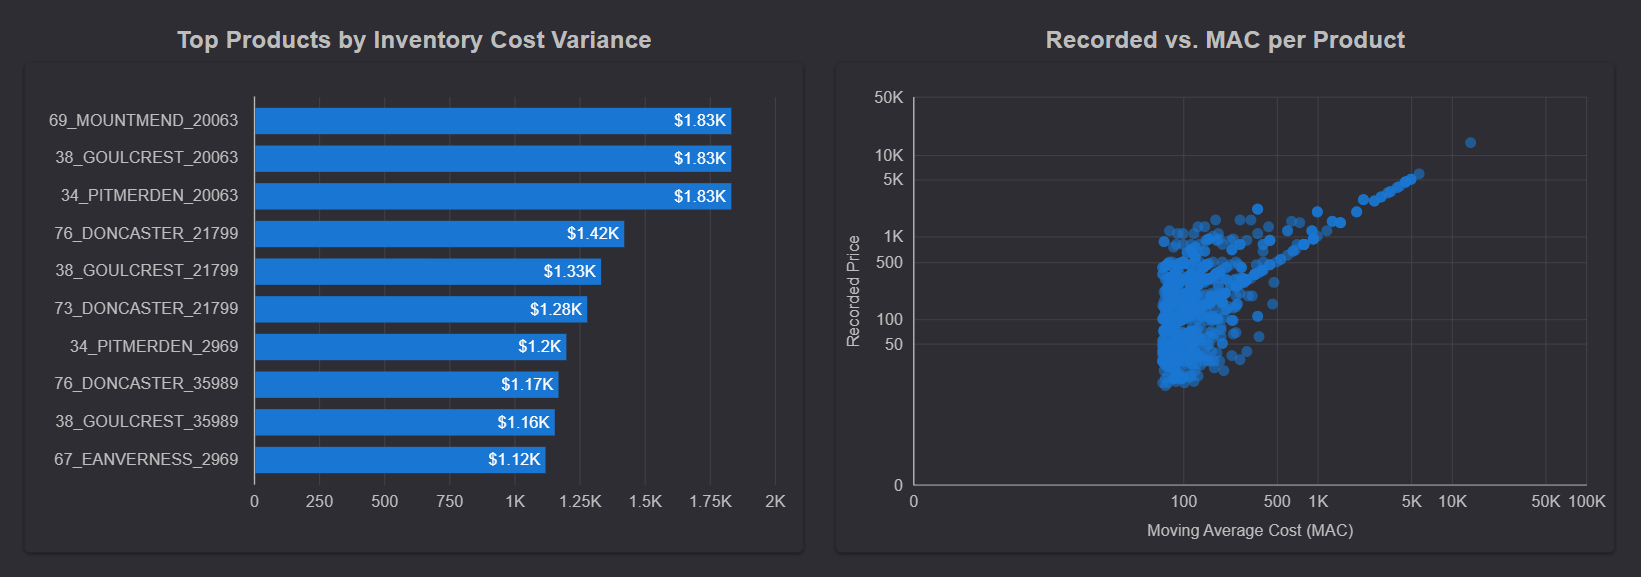 Top Products by Inventory Cost Variance
69_MOUNTMEND_20063 $1.83K
38_GOULCREST_20063 $1.83K
34_PITMERDEN_20063 $1.83K
76_DONCASTER_21799 $1.42K
38_GOULCREST_21799 $1.33K
73_DONCASTER_21799 $1.28K
34_PITMERDEN_2969 $1.2K
76_DONCASTER_35989 $1.17K
38_GOULCREST_35989 $1.16K
67_EANVERNESS_2969 $1.12K
0 250 500 750 1K 1.25K 1.5K 1.75K 2K
Recorded vs. MAC per Product
Recorded Price
50K
10K
5K
1K
500
100
50
0
0 100 500 1K 5K 10K 50K 100K
Moving Average Cost (MAC)